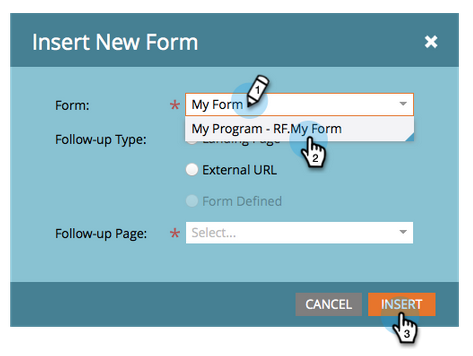 Insert New Form
Form: * My Form 1
My Program - RF.My Form
2
Follow-up Type: Landing Page
External URL
Form Defined
Follow-up Page: * Select...
CANCEL INSERT
3